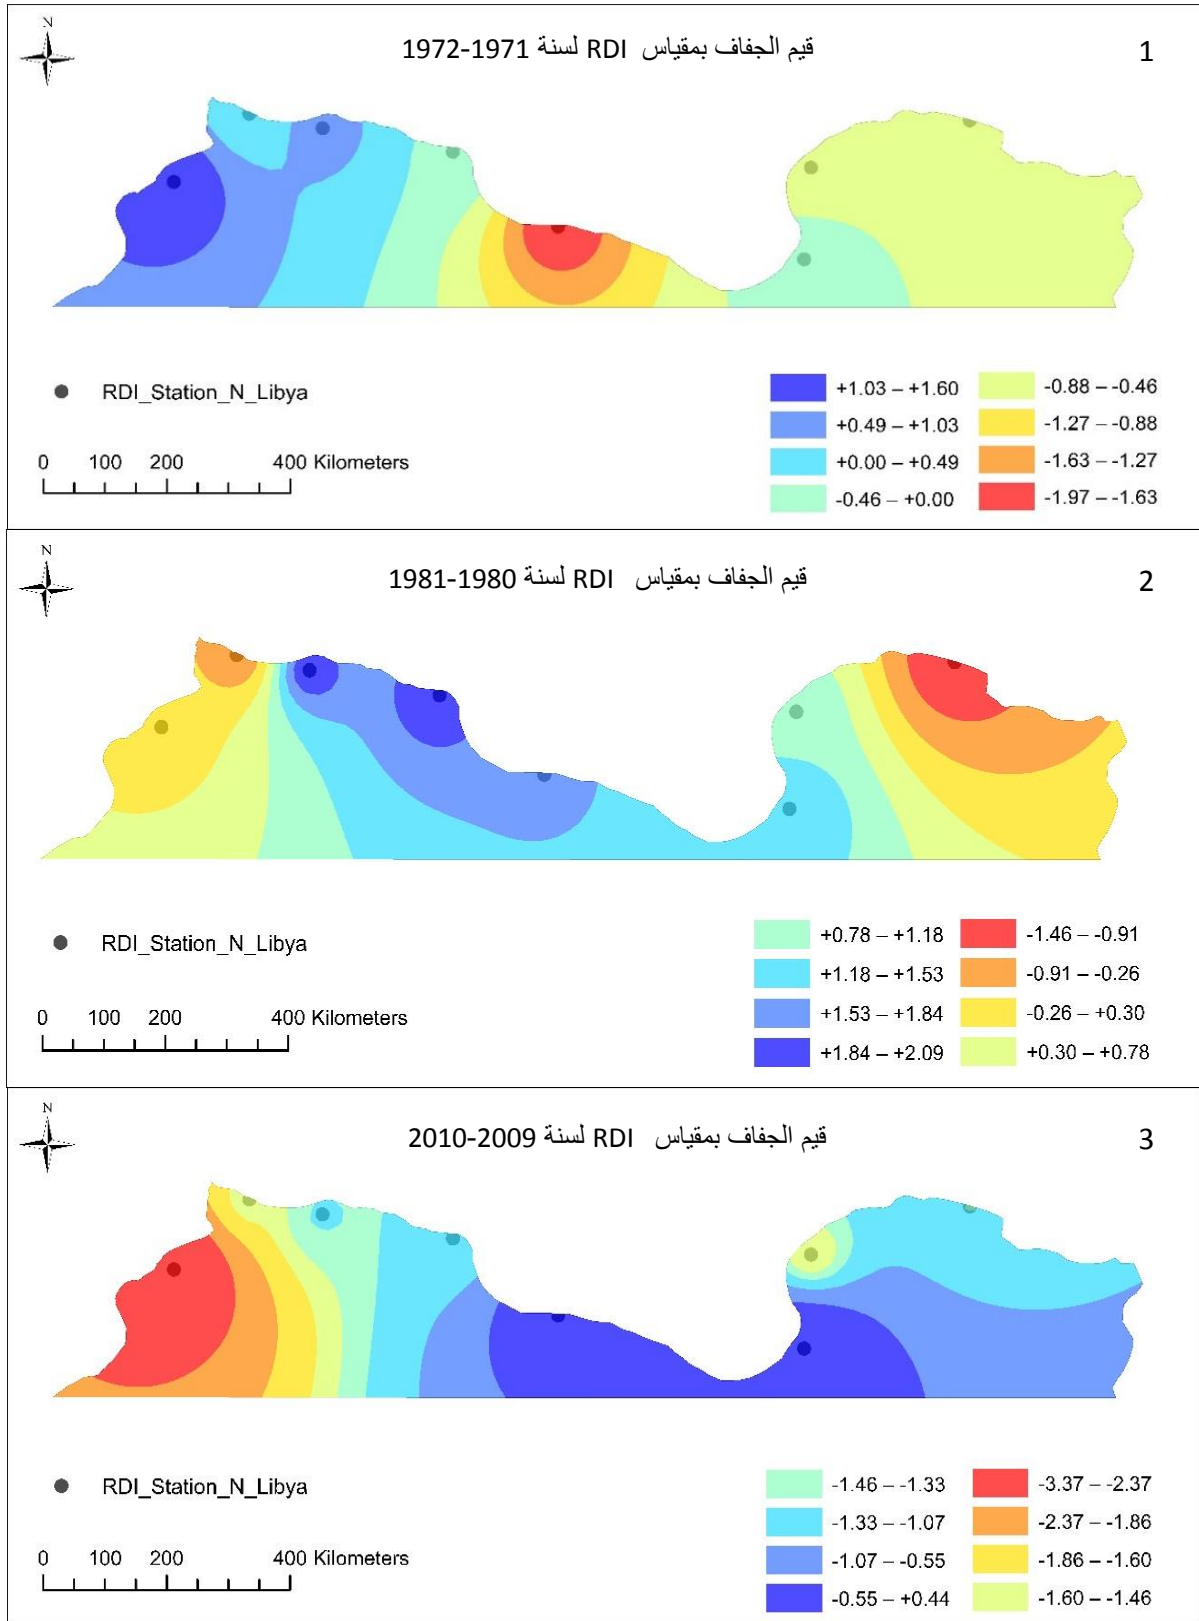 N
قيم الجفاف بمقياس RDI لسنة 1971-1972
1
RDI_Station_N_Libya
0 100 200 400 Kilometers
+1.03 – +1.60
+0.49 – +1.03
+0.00 – +0.49
-0.46 – +0.00
-0.88 – -0.46
-1.27 – -0.88
-1.63 – -1.27
-1.97 – -1.63
N
قيم الجفاف بمقياس RDI لسنة 1980-1981
2
RDI_Station_N_Libya
0 100 200 400 Kilometers
+0.78 – +1.18
+1.18 – +1.53
+1.53 – +1.84
+1.84 – +2.09
-1.46 – -0.91
-0.91 – -0.26
-0.26 – +0.30
+0.30 – +0.78
N
قيم الجفاف بمقياس RDI لسنة 2009-2010
3
RDI_Station_N_Libya
0 100 200 400 Kilometers
-1.46 – -1.33
-1.33 – -1.07
-1.07 – -0.55
-0.55 – +0.44
-3.37 – -2.37
-2.37 – -1.86
-1.86 – -1.60
-1.60 – -1.46